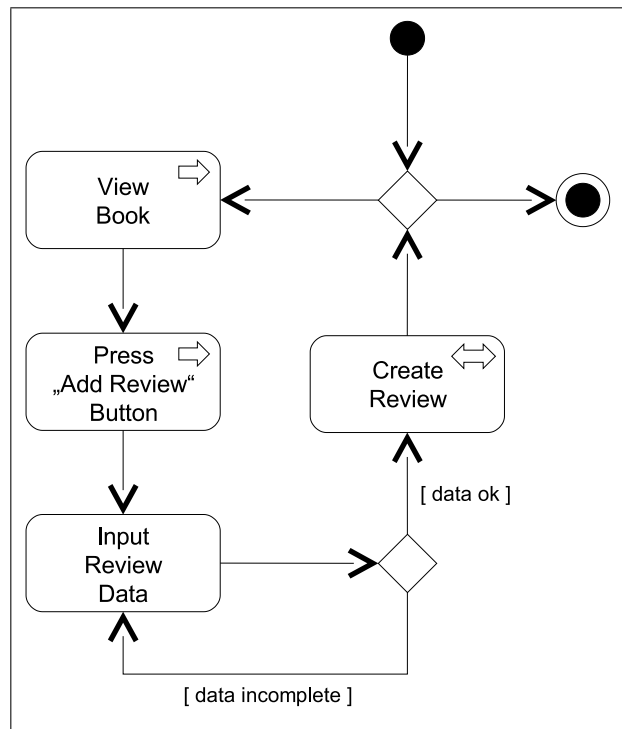 View
Book
Press
„Add Review“
Button
Create
Review
[ data ok ]
Input
Review
Data
[ data incomplete ]